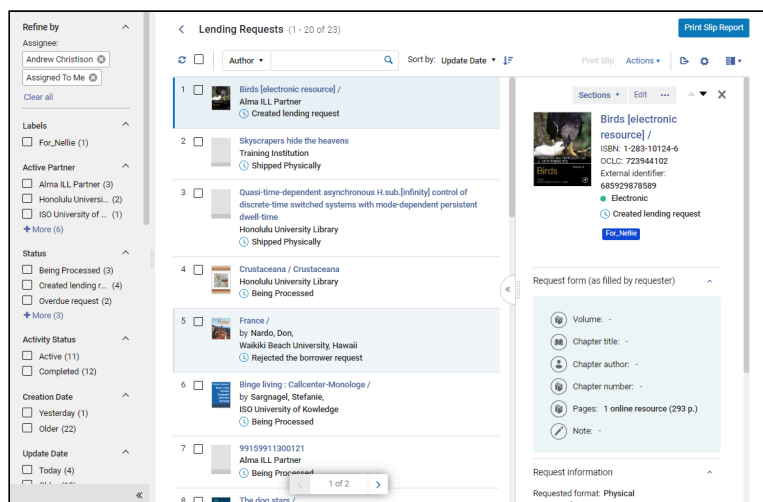 Refine by
Assignee:
Andrew Christison
Assigned To Me
Clear all
Labels
For_Nellie (1)
Active Partner
Alma ILL Partner (3)
Honolulu Universi... (2)
ISO University of ... (1)
+ More (6)
Status
Being Processed (3)
Created lending r... (4)
Overdue request (2)
+ More (3)
Activity Status
Active (11)
Completed (12)
Creation Date
Yesterday (1)
Older (22)
Update Date
Today (4)
Lending Requests (1 - 20 of 23)
Print Slip Report
Author
Sort by: Update Date
Print Slip
Actions
1
Birds [electronic resource] /
Alma ILL Partner
Created lending request
2
Skyscrapers hide the heavens
Training Institution
Shipped Physically
3
Quasi-time-dependent asynchronous H.sub.[infinity] control of
discrete-time switched systems with mode-dependent persistent
dwell-time
Honolulu University Library
Shipped Physically
4
Crustaceana / Crustaceana
Honolulu University Library
Being Processed
5
France /
by Nardo, Don,
Waikiki Beach University, Hawaii
Rejected the borrower request
6
Binge living : Callcenter-Monologe /
by Sargnagel, Stefanie,
ISO University of Kowledge
Being Processed
7
99159911300121
Alma ILL Partner
Being Processed
1 of 2
8
The dog stars /
Sections
Edit
Birds
Birds [electronic
resource] /
ISBN: 1-283-10124-6
OCLC: 723944102
External identifier:
685929878589
Electronic
Created lending request
For_Nellie
Request form (as filled by requester)
Volume: -
Chapter title: -
Chapter author: -
Chapter number: -
Pages: 1 online resource (293 p.)
Note: -
Request information
Requested format: Physical